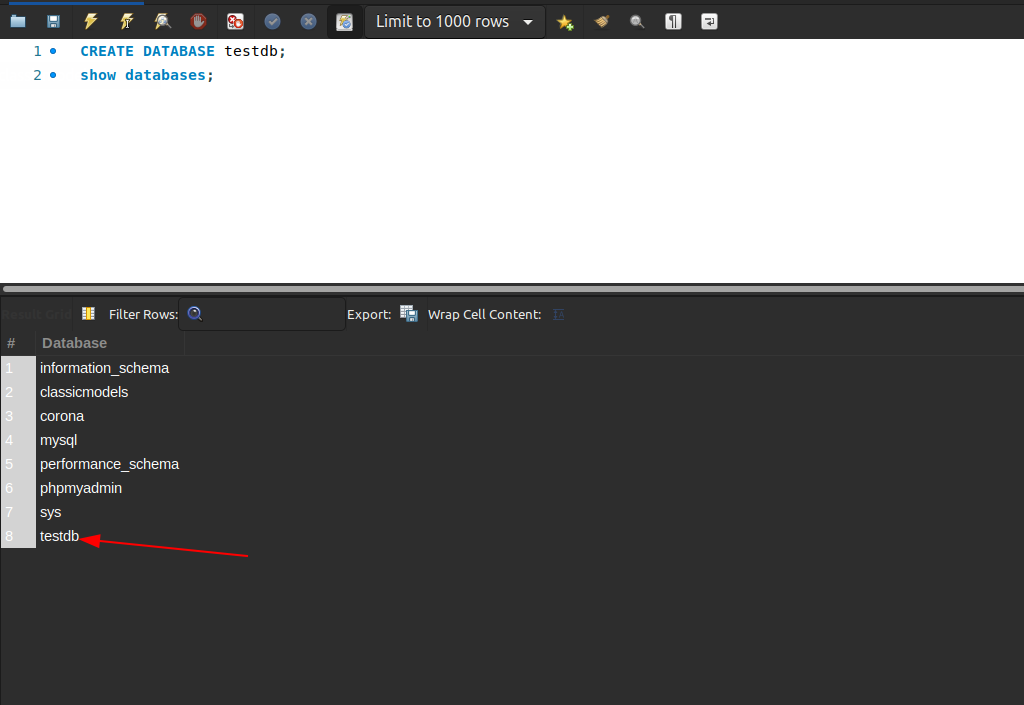 Limit to 1000 rows
1 CREATE DATABASE testdb;
2 show databases;
Result Grid Filter Rows: Export: Wrap Cell Content:
# Database
1 information_schema
2 classicmodels
3 corona
4 mysql
5 performance_schema
6 phpmyadmin
7 sys
8 testdb